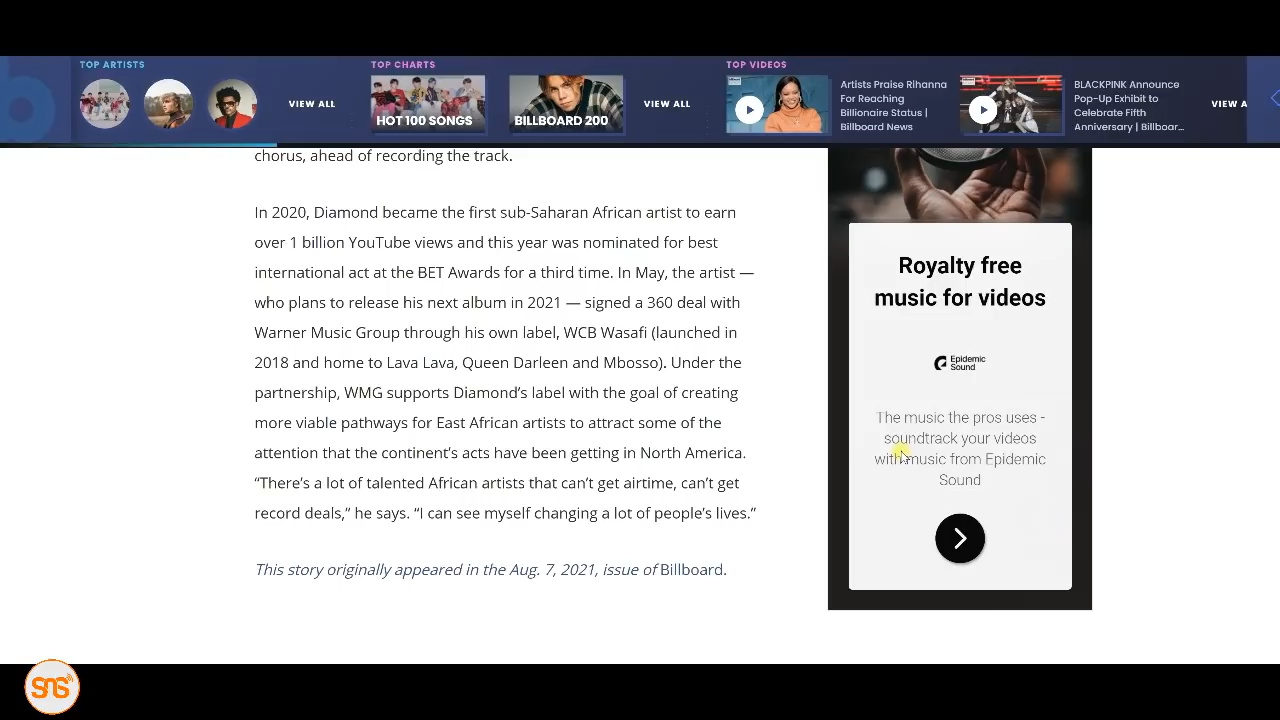 TOP ARTISTS
VIEW ALL
TOP CHARTS
HOT 100 SONGS
BILLBOARD 200
VIEW ALL
TOP VIDEOS
Artists Praise Rihanna
For Reaching
Billionaire Status |
Billboard News
BLACKPINK Announce
Pop-Up Exhibit to
Celebrate Fifth
Anniversary | Billboar...
VIEW A
chorus, ahead of recording the track.
In 2020, Diamond became the first sub-Saharan African artist to earn
over 1 billion YouTube views and this year was nominated for best
international act at the BET Awards for a third time. In May, the artist —
who plans to release his next album in 2021 — signed a 360 deal with
Warner Music Group through his own label, WCB Wasafi (launched in
2018 and home to Lava Lava, Queen Darleen and Mbosso). Under the
partnership, WMG supports Diamond’s label with the goal of creating
more viable pathways for East African artists to attract some of the
attention that the continent’s acts have been getting in North America.
“There’s a lot of talented African artists that can’t get airtime, can’t get
record deals,” he says. “I can see myself changing a lot of people’s lives.”
This story originally appeared in the Aug. 7, 2021, issue of Billboard.
Royalty free
music for videos
Epidemic
Sound
The music the pros uses -
soundtrack your videos
with music from Epidemic
Sound
SNS